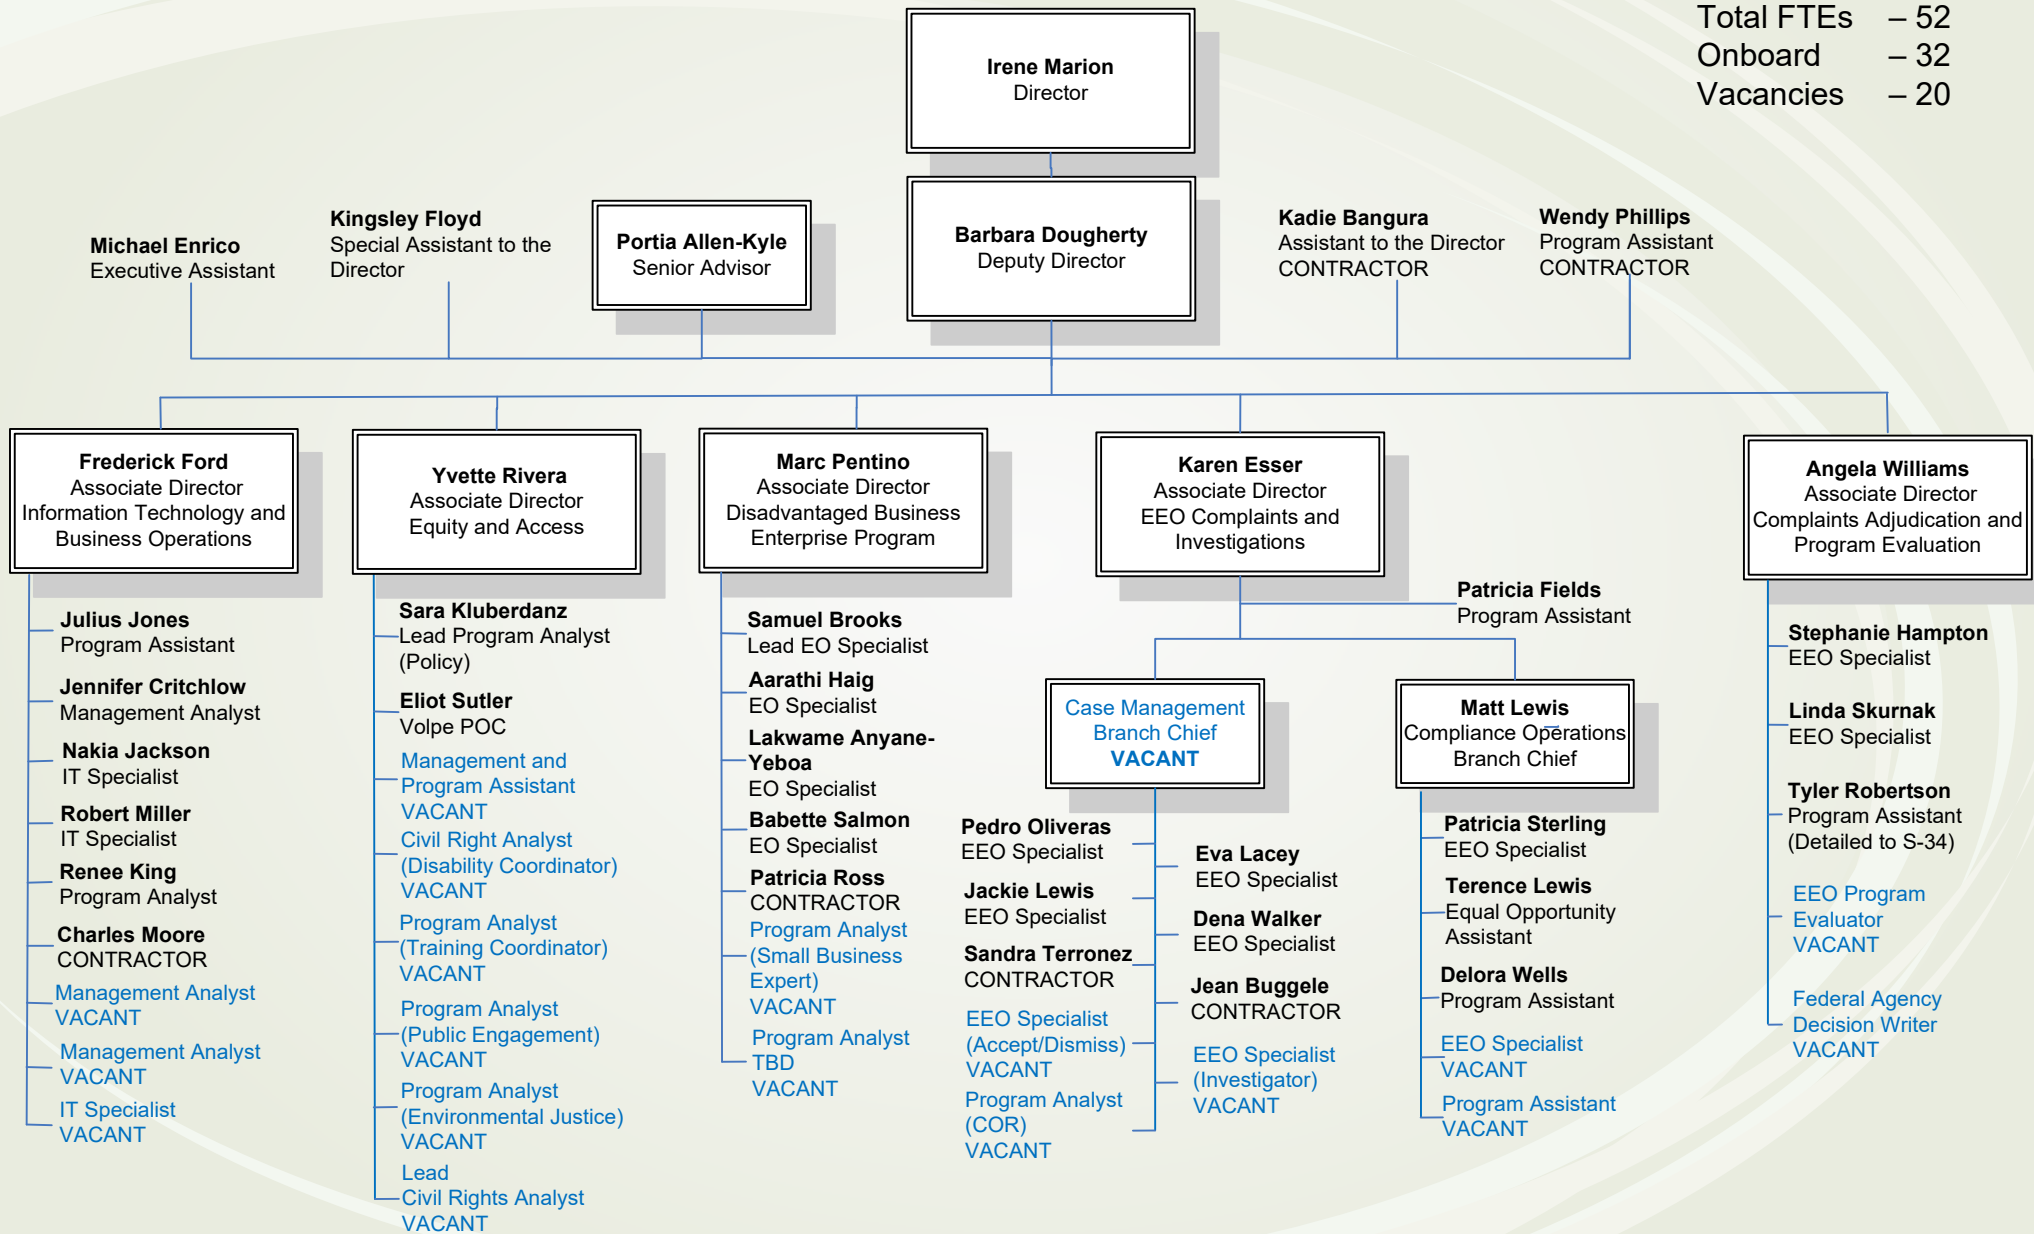 Total FTEs – 52
Onboard – 32
Vacancies – 20
Irene Marion
Director
Michael Enrico
Executive Assistant
Kingsley Floyd
Special Assistant to the
Director
Portia Allen-Kyle
Senior Advisor
Barbara Dougherty
Deputy Director
Kadie Bangura
Assistant to the Director
CONTRACTOR
Wendy Phillips
Program Assistant
CONTRACTOR
Frederick Ford
Associate Director
Information Technology and
Business Operations
Julius Jones
Program Assistant
Jennifer Critchlow
Management Analyst
Nakia Jackson
IT Specialist
Robert Miller
IT Specialist
Renee King
Program Analyst
Charles Moore
CONTRACTOR
Management Analyst
VACANT
Management Analyst
VACANT
IT Specialist
VACANT
Yvette Rivera
Associate Director
Equity and Access
Sara Kluberdanz
Lead Program Analyst
(Policy)
Eliot Sutler
Volpe POC
Management and
Program Assistant
VACANT
Civil Right Analyst
(Disability Coordinator)
VACANT
Program Analyst
(Training Coordinator)
VACANT
Program Analyst
(Public Engagement)
VACANT
Program Analyst
(Environmental Justice)
VACANT
Lead
Civil Rights Analyst
VACANT
Marc Pentino
Associate Director
Disadvantaged Business
Enterprise Program
Samuel Brooks
Lead EO Specialist
Aarathi Haig
EO Specialist
Lakwame Anyane-
Yeboa
EO Specialist
Babette Salmon
EO Specialist
Patricia Ross
CONTRACTOR
Program Analyst
(Small Business
Expert)
VACANT
Program Analyst
TBD
VACANT
Karen Esser
Associate Director
EEO Complaints and
Investigations
Patricia Fields
Program Assistant
Case Management
Branch Chief
VACANT
Pedro Oliveras
EEO Specialist
Jackie Lewis
EEO Specialist
Sandra Terronez
CONTRACTOR
EEO Specialist
(Accept/Dismiss)
VACANT
Program Analyst
(COR)
VACANT
Eva Lacey
EEO Specialist
Dena Walker
EEO Specialist
Jean Buggele
CONTRACTOR
EEO Specialist
(Investigator)
VACANT
Matt Lewis
Compliance Operations
Branch Chief
Patricia Sterling
EEO Specialist
Terence Lewis
Equal Opportunity
Assistant
Delora Wells
Program Assistant
EEO Specialist
VACANT
Program Assistant
VACANT
Angela Williams
Associate Director
Complaints Adjudication and
Program Evaluation
Stephanie Hampton
EEO Specialist
Linda Skurnak
EEO Specialist
Tyler Robertson
Program Assistant
(Detailed to S-34)
EEO Program
Evaluator
VACANT
Federal Agency
Decision Writer
VACANT